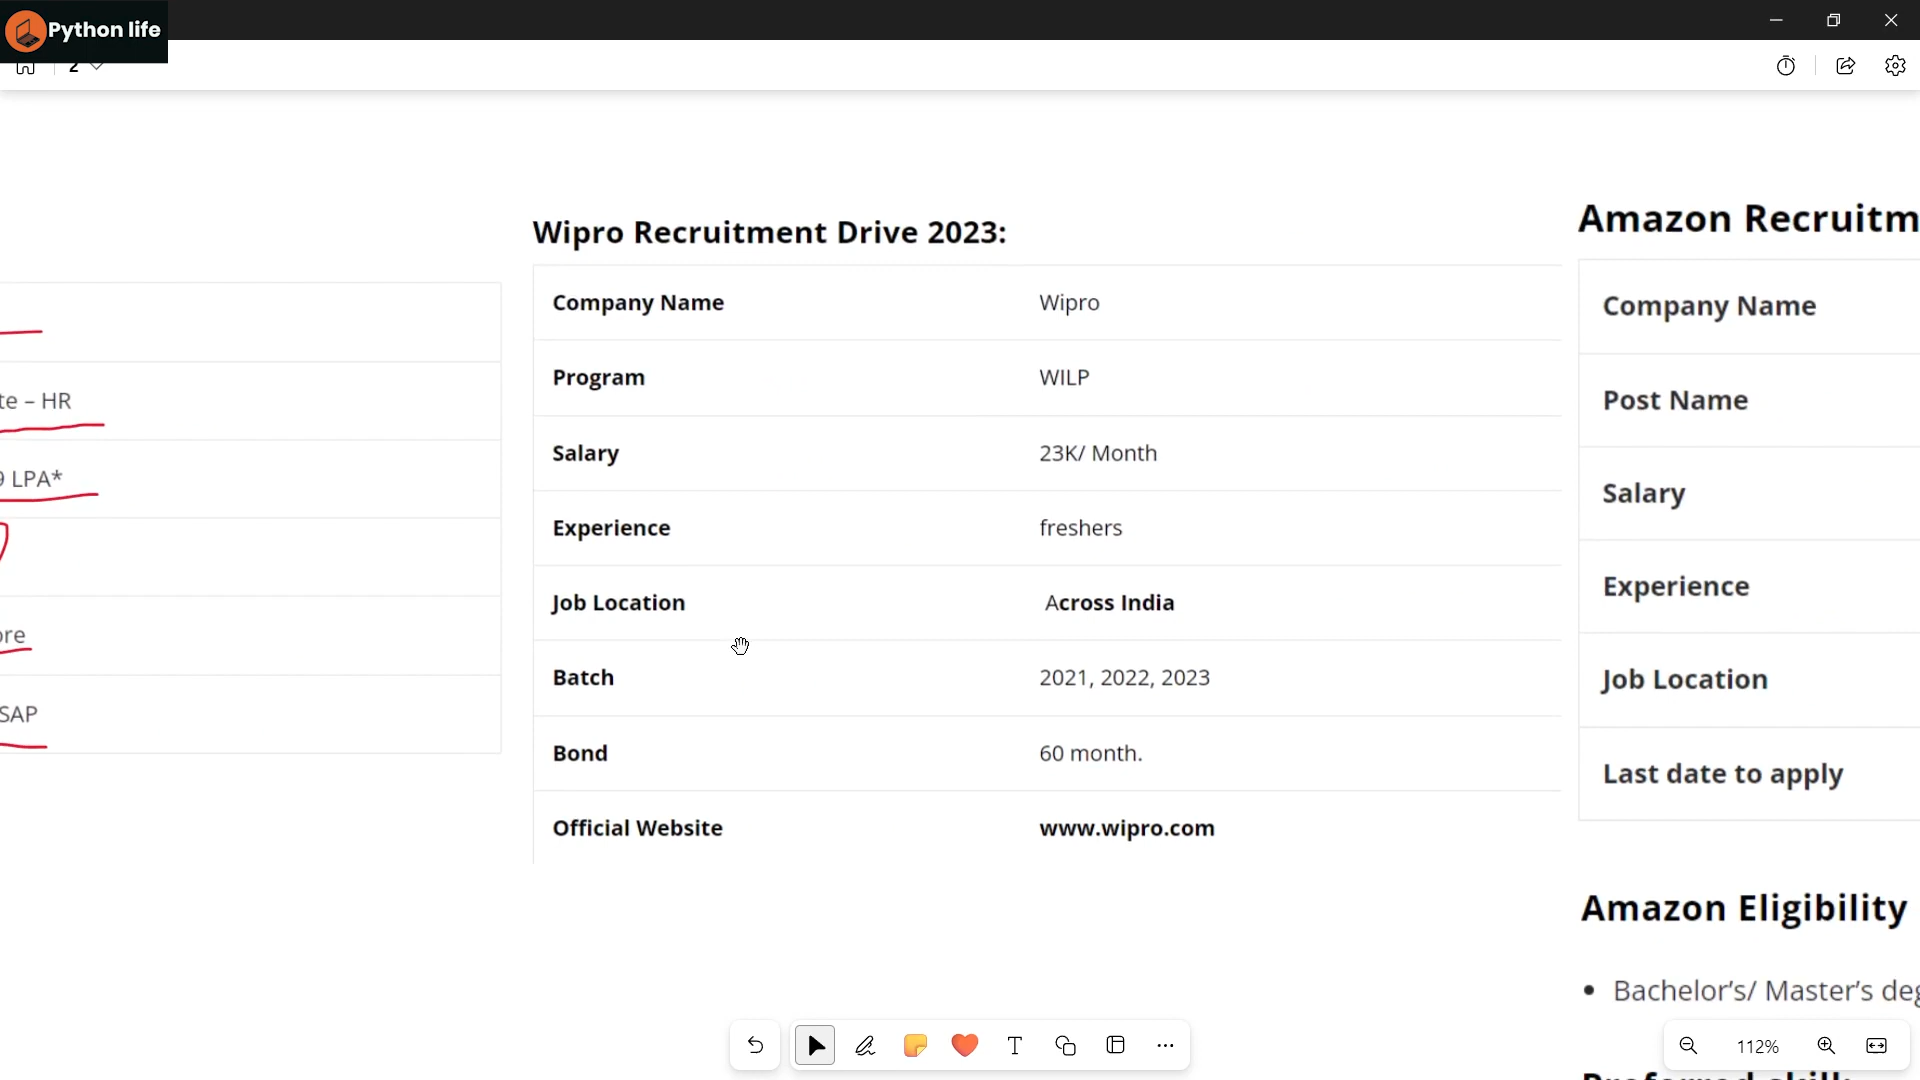 Python life
2
te – HR
9 LPA*
ore
SAP
Wipro Recruitment Drive 2023:
Company Name Wipro
Program WILP
Salary 23K/ Month
Experience freshers
Job Location Across India
Batch 2021, 2022, 2023
Bond 60 month.
Official Website www.wipro.com
Amazon Recruitm
Company Name
Post Name
Salary
Experience
Job Location
Last date to apply
Amazon Eligibility
• Bachelor's/ Master's deg
T
112%